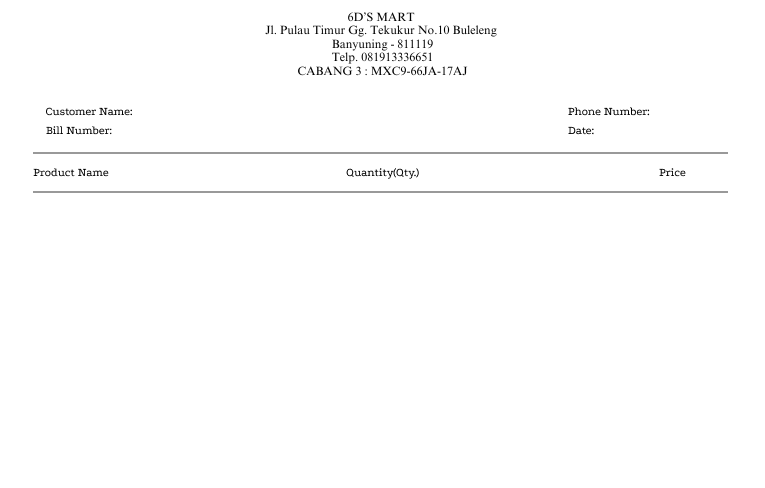 6D'S MART
Jl. Pulau Timur Gg. Tekukur No.10 Buleleng
Banyuning - 811119
Telp. 081913336651
CABANG 3 : MXC9-66JA-17AJ
Customer Name: Phone Number:
Bill Number: Date:
Product Name Quantity(Qty.) Price